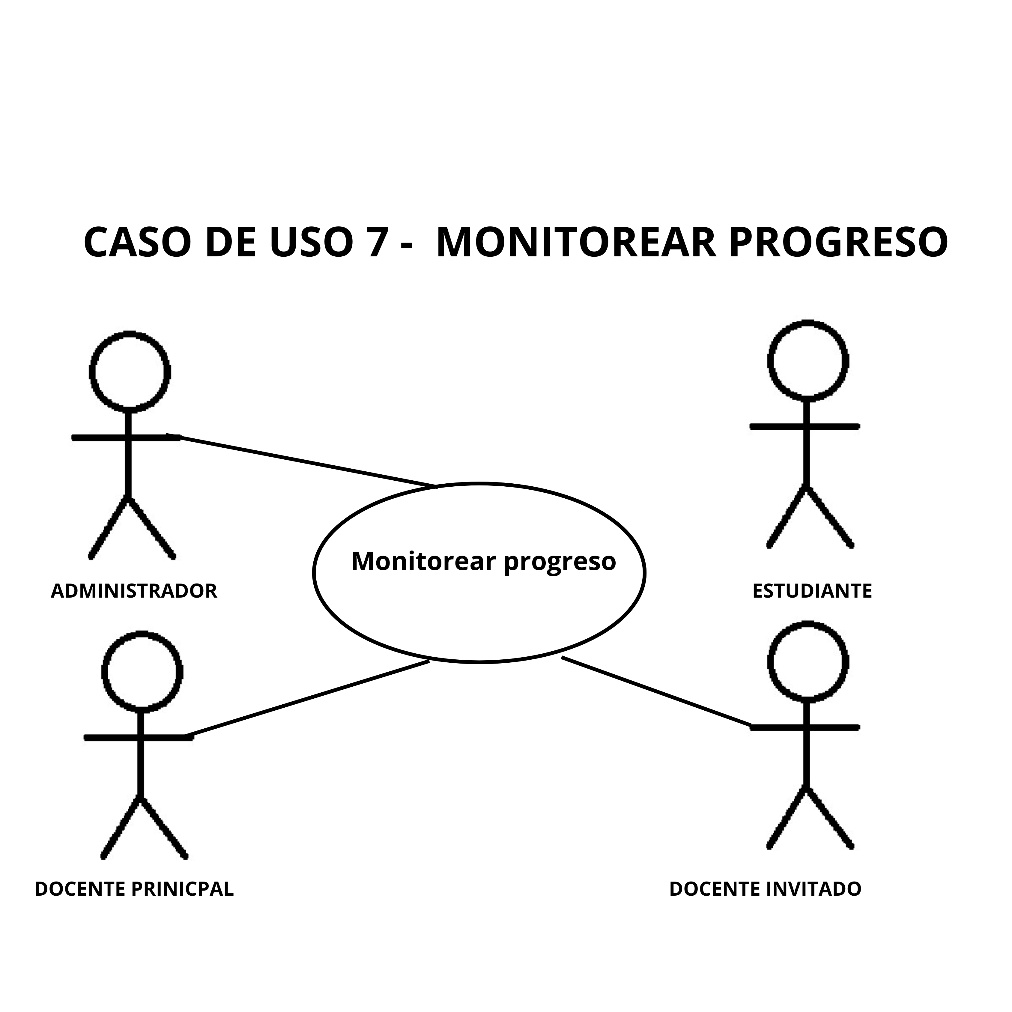 CASO DE USO 7 - MONITOREAR PROGRESO
Monitorear progreso
ADMINISTRADOR
ESTUDIANTE
DOCENTE PRINICPAL
DOCENTE INVITADO